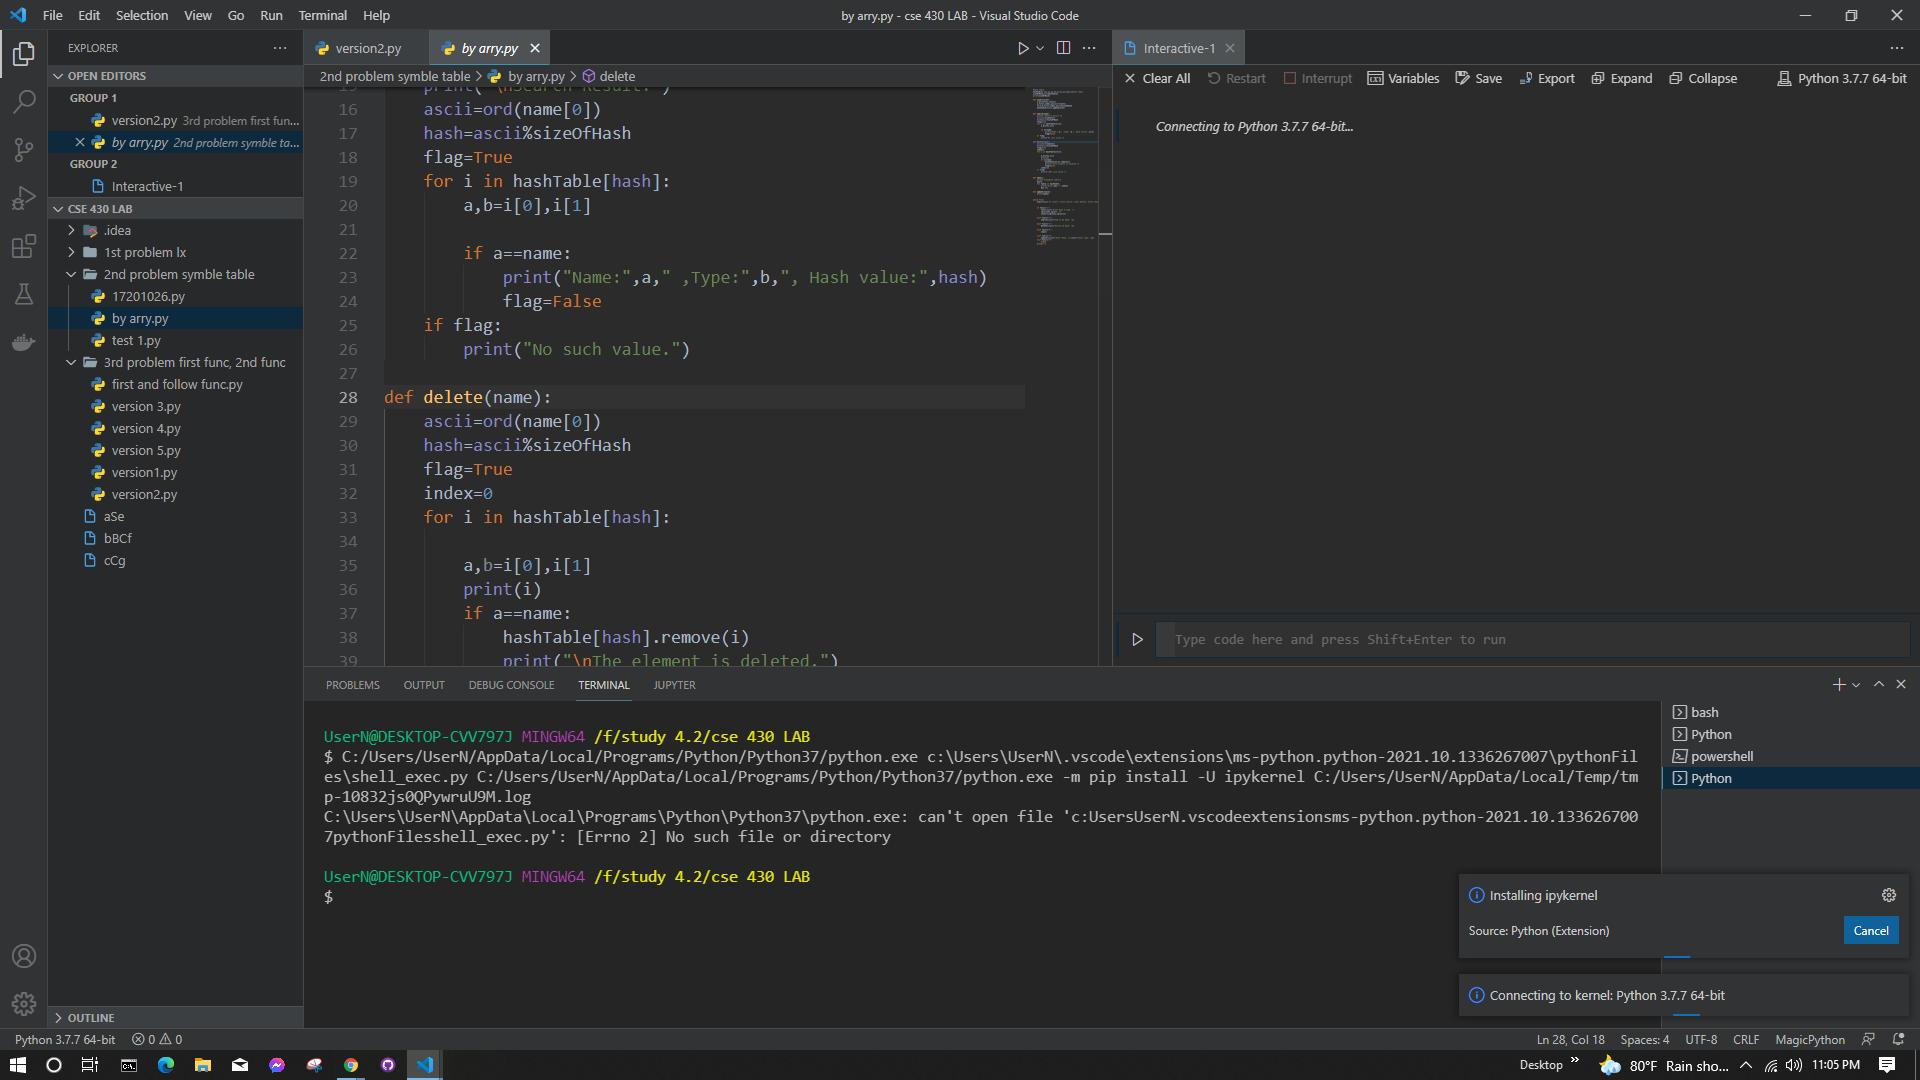 File Edit Selection View Go Run Terminal Help
by arry.py - cse 430 LAB - Visual Studio Code
EXPLORER
OPEN EDITORS
GROUP 1
version2.py 3rd problem first fun...
by arry.py 2nd problem symble ta...
GROUP 2
Interactive-1
CSE 430 LAB
.idea
1st problem lx
2nd problem symble table
17201026.py
by arry.py
test 1.py
3rd problem first func, 2nd func
first and follow func.py
version 3.py
version 4.py
version 5.py
version1.py
version2.py
aSe
bBCf
cCg
OUTLINE
version2.py
by arry.py
2nd problem symble table > by arry.py > delete
15 print("\nSearch Result:")
16 ascii=ord(name[0])
17 hash=ascii%sizeOfHash
18 flag=True
19 for i in hashTable[hash]:
20 a,b=i[0],i[1]
21
22 if a==name:
23 print("Name:",a," ,Type:",b,", Hash value:",hash)
24 flag=False
25 if flag:
26 print("No such value.")
27
28 def delete(name):
29 ascii=ord(name[0])
30 hash=ascii%sizeOfHash
31 flag=True
32 index=0
33 for i in hashTable[hash]:
34
35 a,b=i[0],i[1]
36 print(i)
37 if a==name:
38 hashTable[hash].remove(i)
39 print("\nThe element is deleted.")
Interactive-1
Clear All Restart Interrupt Variables Save Export Expand Collapse Python 3.7.7 64-bit
Connecting to Python 3.7.7 64-bit...
Type code here and press Shift+Enter to run
PROBLEMS OUTPUT DEBUG CONSOLE TERMINAL JUPYTER
UserN@DESKTOP-CVV797J MINGW64 /f/study 4.2/cse 430 LAB
$ C:/Users/UserN/AppData/Local/Programs/Python/Python37/python.exe c:\Users\UserN\.vscode\extensions\ms-python.python-2021.10.1336267007\pythonFil
es\shell_exec.py C:/Users/UserN/AppData/Local/Programs/Python/Python37/python.exe -m pip install -U ipykernel C:/Users/UserN/AppData/Local/Temp/tm
p-10832js0QPywruU9M.log
C:\Users\UserN\AppData\Local\Programs\Python\Python37\python.exe: can't open file 'c:UsersUserN.vscodeextensionsms-python.python-2021.10.133626700
7pythonFilesshell_exec.py': [Errno 2] No such file or directory
UserN@DESKTOP-CVV797J MINGW64 /f/study 4.2/cse 430 LAB
$
bash
Python
powershell
Python
Installing ipykernel
Source: Python (Extension)
Cancel
Connecting to kernel: Python 3.7.7 64-bit
Python 3.7.7 64-bit 0 0
Ln 28, Col 18 Spaces: 4 UTF-8 CRLF MagicPython
Desktop 80°F Rain sho... 11:05 PM